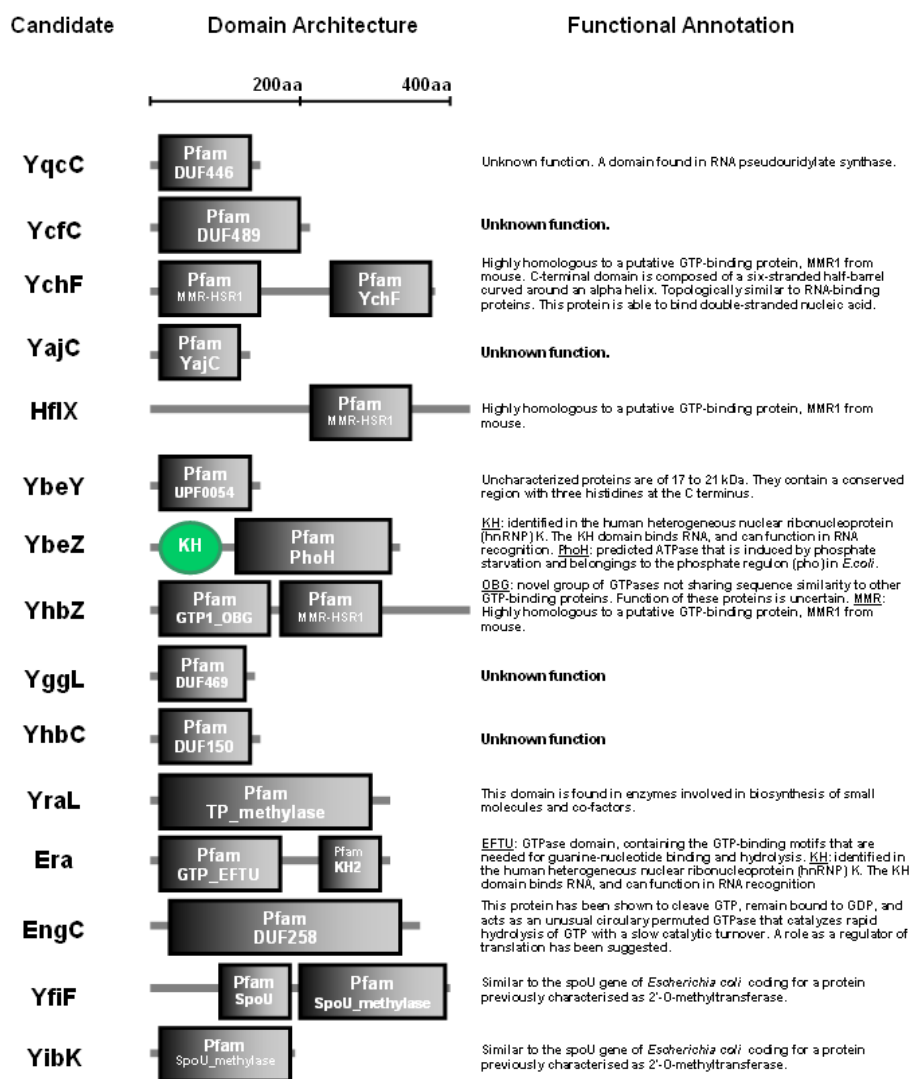 Candidate Domain Architecture Functional Annotation
200aa 400aa
YqcC Pfam DUF446 Unknown function. A domain found in RNA pseudouridylate synthase.
YcfC Pfam DUF489 Unknown function.
YchF Pfam MMR-HSR1 Pfam YchF
Highly homologous to a putative GTP-binding protein, MMR1 from
mouse. C-terminal domain is composed of a six-stranded half-barrel
curved around an alpha helix. Topologically similar to RNA-binding
proteins. This protein is able to bind double-stranded nucleic acid.
YajC Pfam YajC Unknown function.
HflX Pfam MMR-HSR1
Highly homologous to a putative GTP-binding protein, MMR1 from
mouse.
YbeY Pfam UPF0054
Uncharacterized proteins are of 17 to 21 kDa. They contain a conserved
region with three histidines at the C terminus.
YbeZ KH Pfam PhoH
KH: identified in the human heterogeneous nuclear ribonucleoprotein
(hnRNP) K. The KH domain binds RNA, and can function in RNA
recognition. PhoH: predicted ATPase that is induced by phosphate
starvation and belongings to the phosphate regulon (pho) in E.coli.
YhbZ Pfam GTP1_OBG Pfam MMR-HSR1
OBG: novel group of GTPases not sharing sequence similarity to other
GTP-binding proteins. Function of these proteins is uncertain. MMR:
Highly homologous to a putative GTP-binding protein, MMR1 from
mouse.
YggL Pfam DUF469 Unknown function
YhbC Pfam DUF150 Unknown function
YraL Pfam TP_methylase
This domain is found in enzymes involved in biosynthesis of small
molecules and co-factors.
Era Pfam GTP_EFTU Pfam KH2
EFTU: GTPase domain, containing the GTP-binding motifs that are
needed for guanine-nucleotide binding and hydrolysis. KH: identified in
the human heterogeneous nuclear ribonucleoprotein (hnRNP) K. The KH
domain binds RNA, and can function in RNA recognition
EngC Pfam DUF258
This protein has been shown to cleave GTP, remain bound to GDP, and
acts as an unusual circulary permuted GTPase that catalyzes rapid
hydrolysis of GTP with a slow catalytic turnover. A role as a regulator of
translation has been suggested.
YfiF Pfam SpoU Pfam SpoU_methylase
Similar to the spoU gene of Escherichia coli coding for a protein
previously characterised as 2'-O-methyltransferase.
YibK Pfam SpoU_methylase
Similar to the spoU gene of Escherichia coli coding for a protein
previously characterised as 2'-O-methyltransferase.